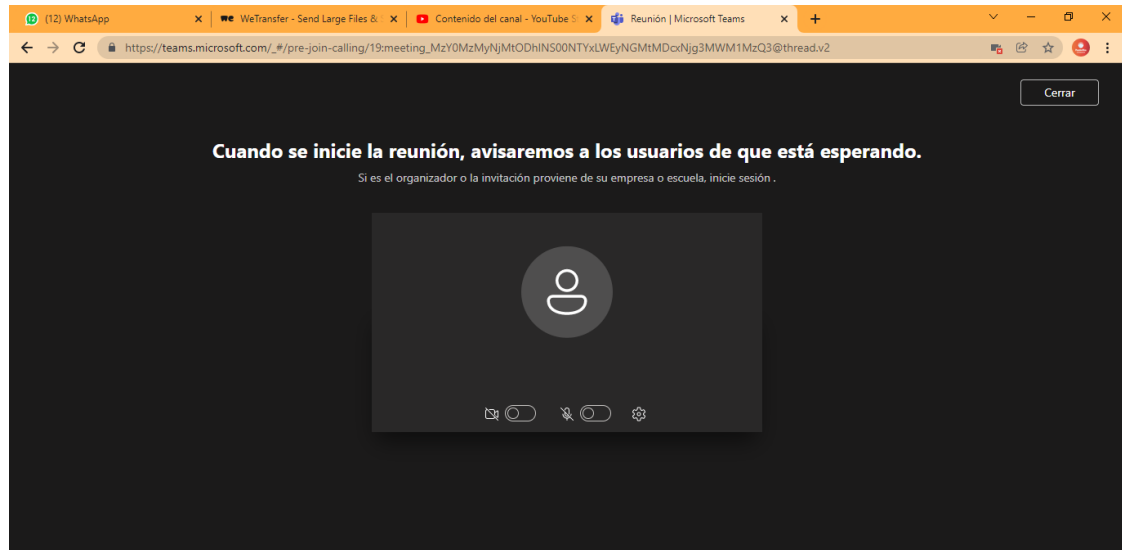 12 (12) WhatsApp
we WeTransfer - Send Large Files &
Contenido del canal - YouTube S
Reunión | Microsoft Teams
https://teams.microsoft.com/_#/pre-join-calling/19:meeting_MzY0MzMyNjMtODhlNS00NTYxLWEyNGMtMDcxNjg3MWM1MzQ3@thread.v2
Cerrar
Cuando se inicie la reunión, avisaremos a los usuarios de que está esperando.
Si es el organizador o la invitación proviene de su empresa o escuela, inicie sesión .